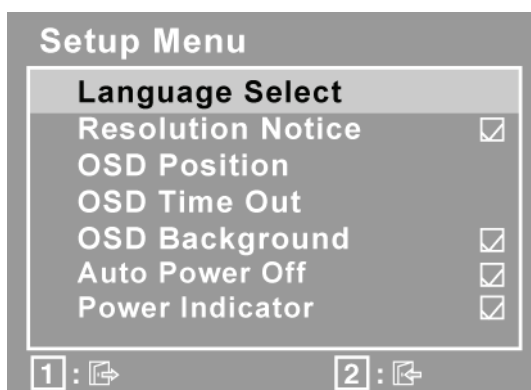 Setup Menu
Language Select
Resolution Notice
OSD Position
OSD Time Out
OSD Background
Auto Power Off
Power Indicator
1 : 2 :